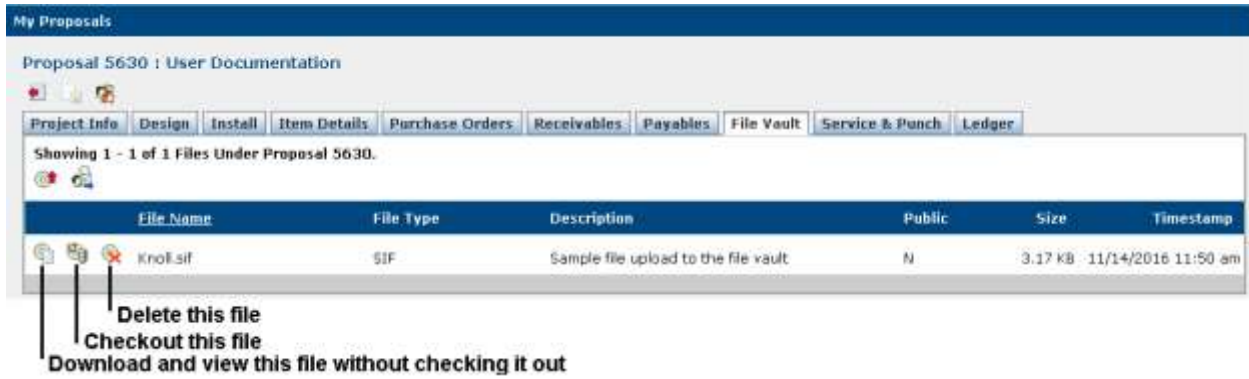 My Proposals
Proposal 5630 : User Documentation
Project Info Design Install Item Details Purchase Orders Receivables Payables File Vault Service & Punch Ledger
Showing 1 - 1 of 1 Files Under Proposal 5630.
File Name File Type Description Public Size Timestamp
Knoll.sif SIF Sample file upload to the file vault N 3.17 KB 11/14/2016 11:50 am
Delete this file
Checkout this file
Download and view this file without checking it out